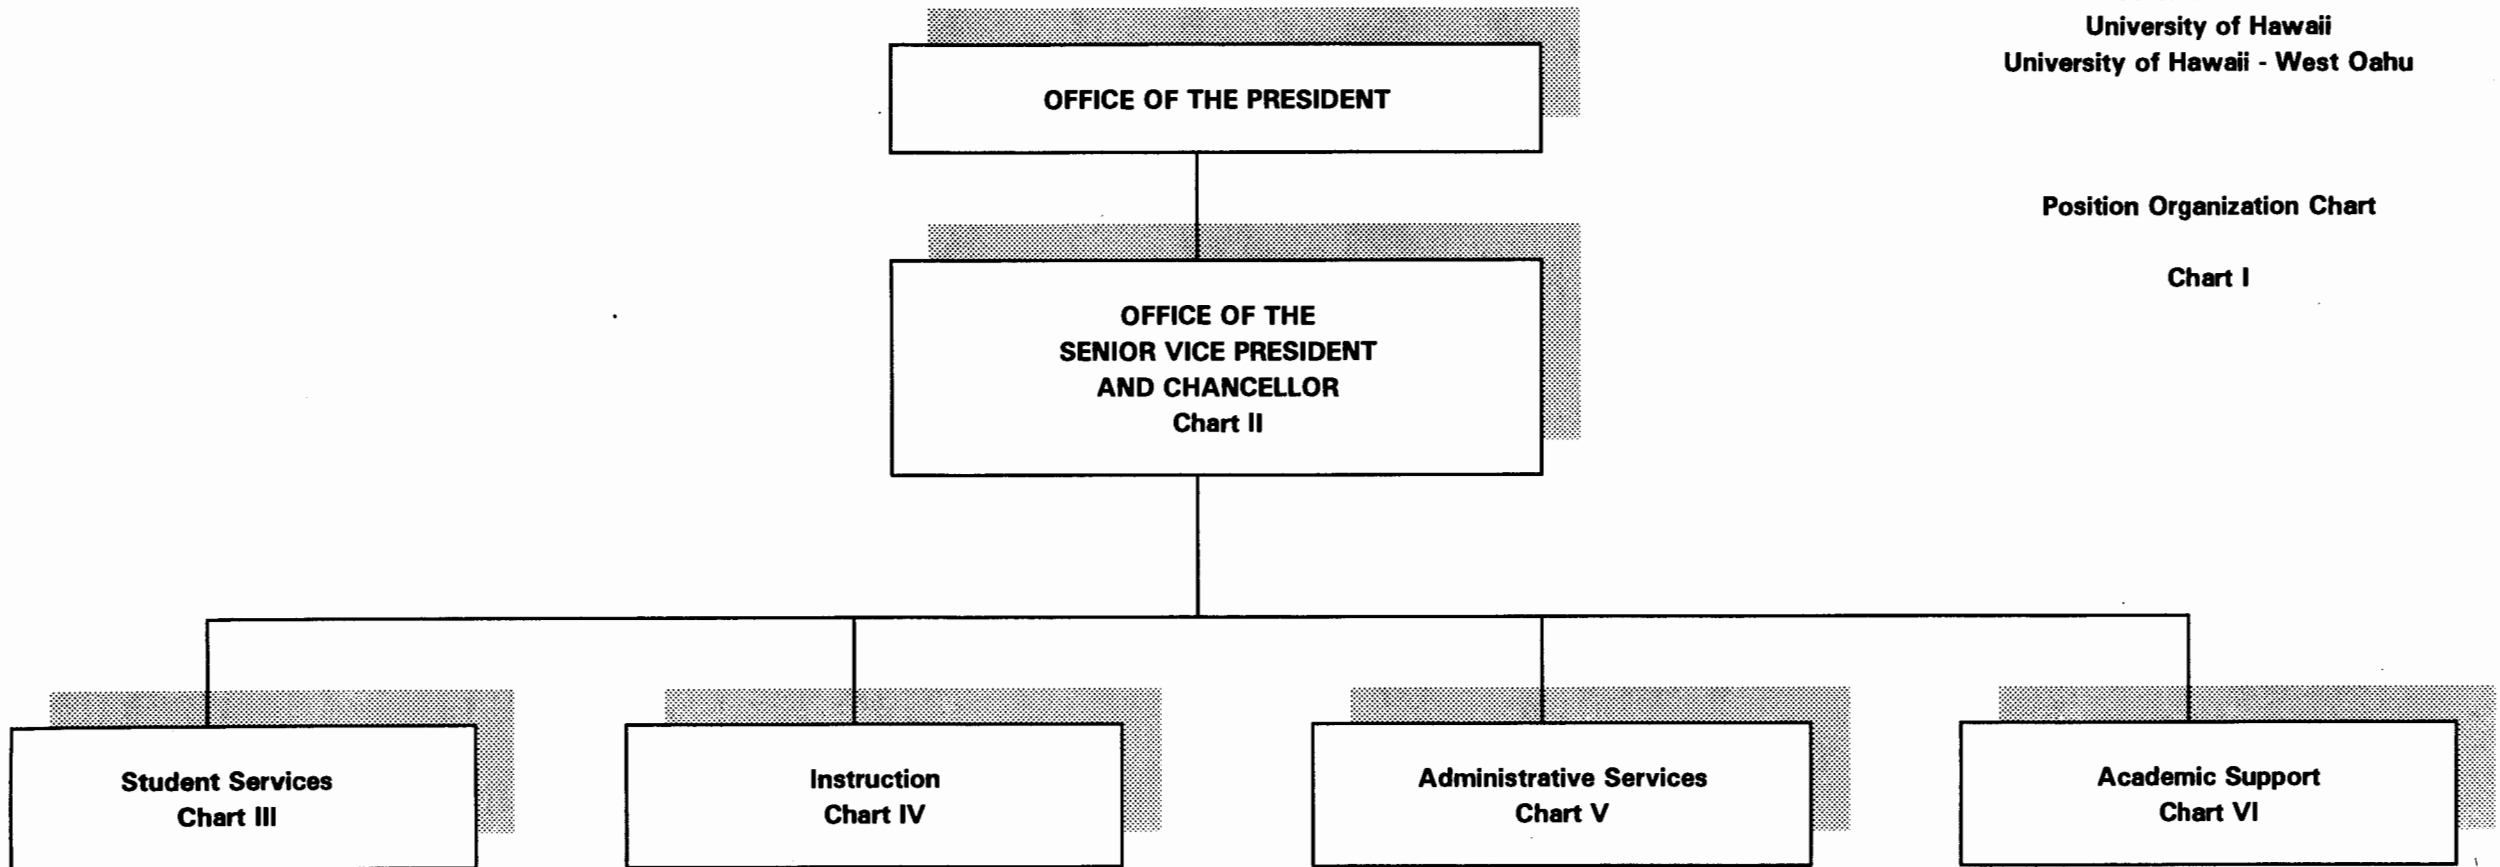 University of Hawaii
University of Hawaii - West Oahu
Position Organization Chart
Chart I
OFFICE OF THE PRESIDENT
OFFICE OF THE
SENIOR VICE PRESIDENT
AND CHANCELLOR
Chart II
Student Services
Chart III
Instruction
Chart IV
Administrative Services
Chart V
Academic Support
Chart VI